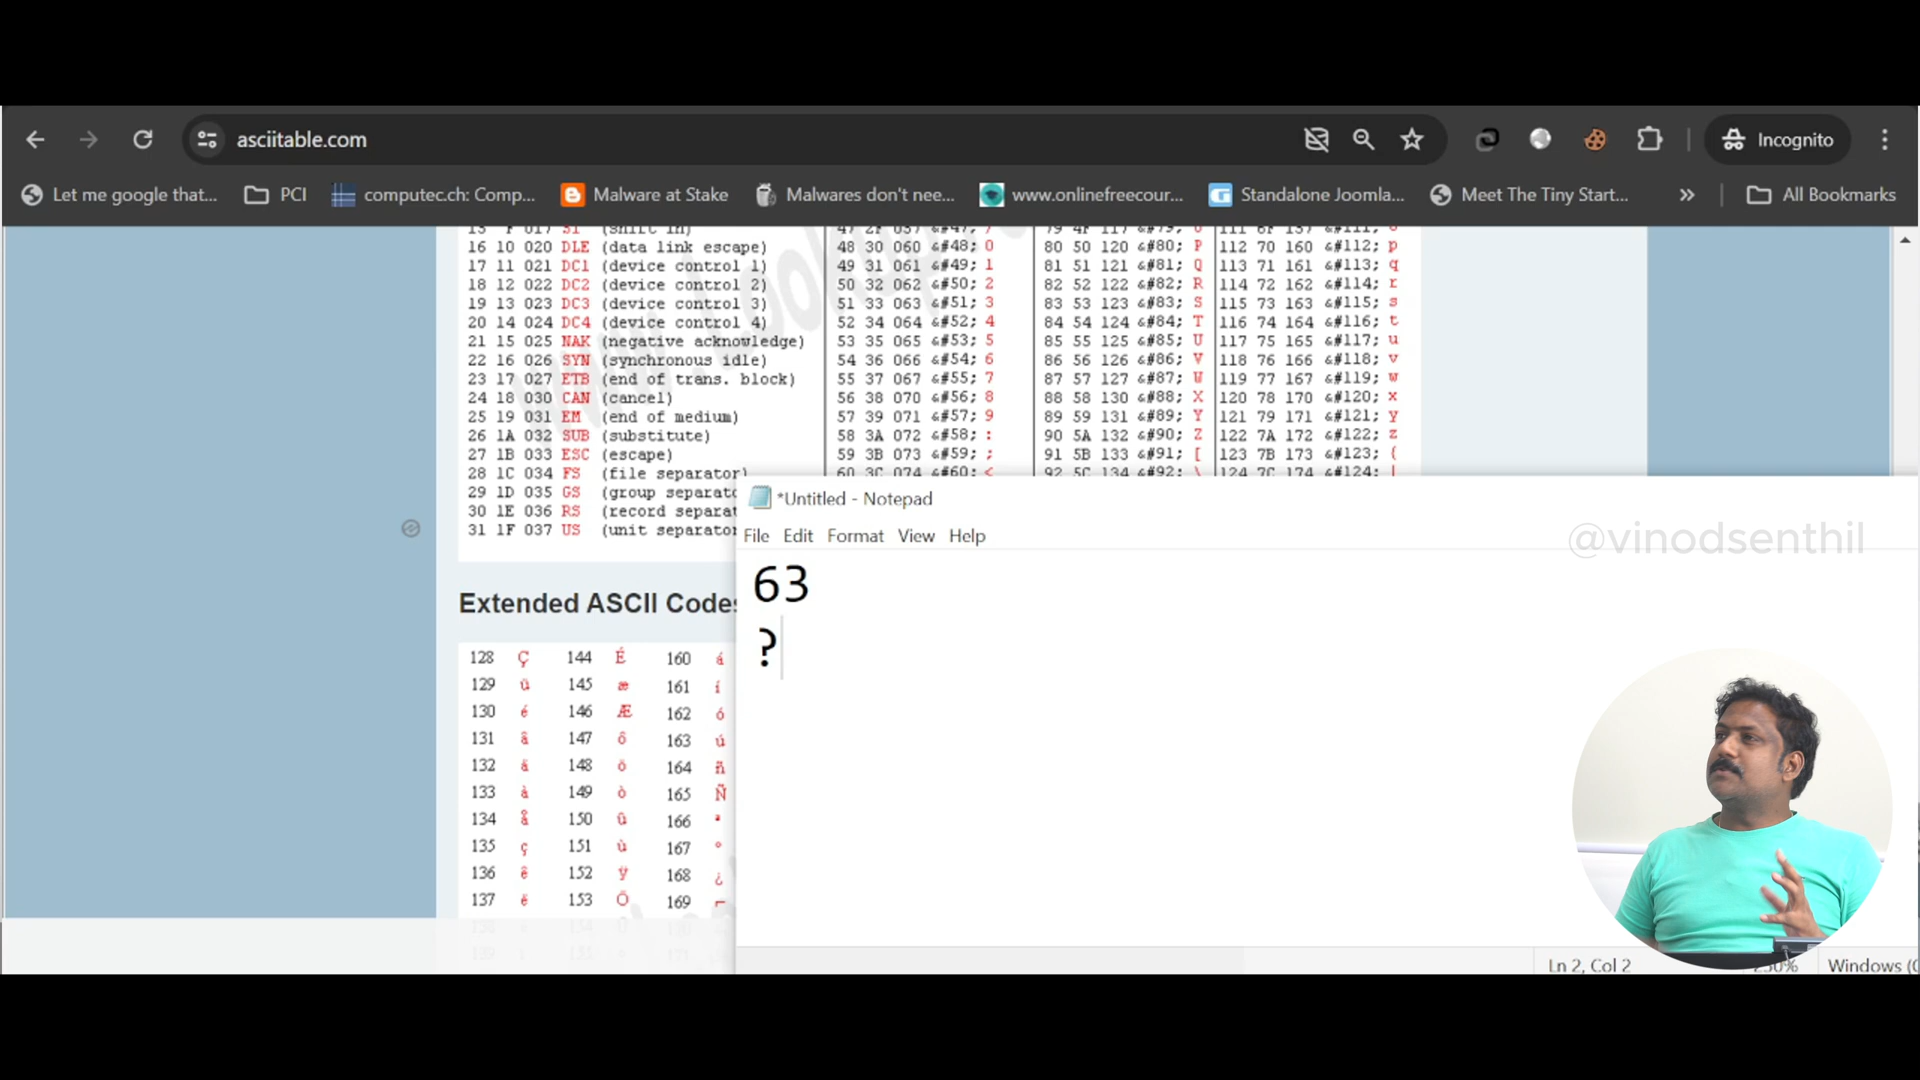 asciitable.com
Incognito
Let me google that...
PCI
computec.ch: Comp...
Malware at Stake
Malwares don't nee...
www.onlinefreecour...
Standalone Joomla...
Meet The Tiny Start...
»
All Bookmarks
16 10 020 DLE (data link escape) 48 30 060 &#48; 0 80 50 120 &#80; P 112 70 160 &#112; p
17 11 021 DC1 (device control 1) 49 31 061 &#49; 1 81 51 121 &#81; Q 113 71 161 &#113; q
18 12 022 DC2 (device control 2) 50 32 062 &#50; 2 82 52 122 &#82; R 114 72 162 &#114; r
19 13 023 DC3 (device control 3) 51 33 063 &#51; 3 83 53 123 &#83; S 115 73 163 &#115; s
20 14 024 DC4 (device control 4) 52 34 064 &#52; 4 84 54 124 &#84; T 116 74 164 &#116; t
21 15 025 NAK (negative acknowledge) 53 35 065 &#53; 5 85 55 125 &#85; U 117 75 165 &#117; u
22 16 026 SYN (synchronous idle) 54 36 066 &#54; 6 86 56 126 &#86; V 118 76 166 &#118; v
23 17 027 ETB (end of trans. block) 55 37 067 &#55; 7 87 57 127 &#87; W 119 77 167 &#119; w
24 18 030 CAN (cancel) 56 38 070 &#56; 8 88 58 130 &#88; X 120 78 170 &#120; x
25 19 031 EM (end of medium) 57 39 071 &#57; 9 89 59 131 &#89; Y 121 79 171 &#121; y
26 1A 032 SUB (substitute) 58 3A 072 &#58; : 90 5A 132 &#90; Z 122 7A 172 &#122; z
27 1B 033 ESC (escape) 59 3B 073 &#59; ; 91 5B 133 &#91; [ 123 7B 173 &#123; {
28 1C 034 FS (file separator) 60 3C 074 &#60; < 92 5C 134 &#92; \ 124 7C 174 &#124; |
29 1D 035 GS (group separato
30 1E 036 RS (record separat
31 1F 037 US (unit separator
Extended ASCII Codes
128 Ç 144 É 160 á
129 ü 145 æ 161 í
130 é 146 Æ 162 ó
131 â 147 ô 163 ú
132 ä 148 ö 164 ñ
133 à 149 ò 165 Ñ
134 å 150 û 166 ª
135 ç 151 ù 167 º
136 ê 152 ÿ 168 ¿
137 ë 153 Ö 169 ⌐
*Untitled - Notepad
File Edit Format View Help
63
?
@vinodsenthil
Ln 2, Col 2
Windows (C